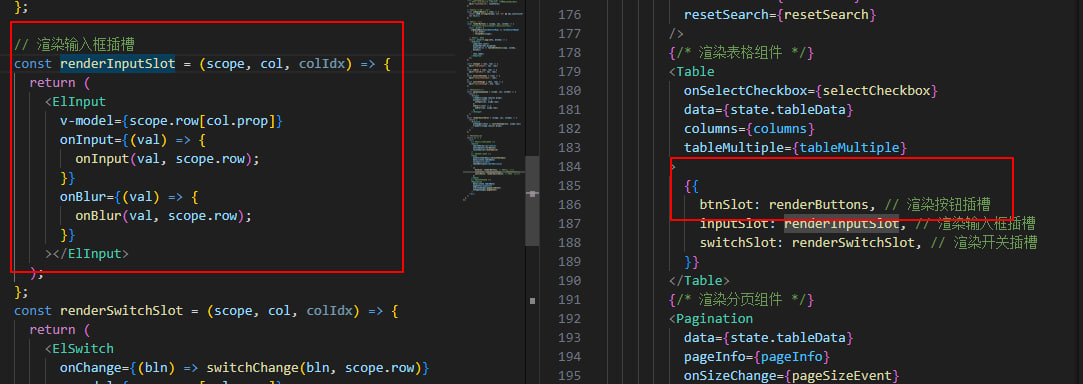 };
// 渲染输入框插槽
const renderInputSlot = (scope, col, colIdx) => {
return (
<ElInput
v-model={scope.row[col.prop]}
onInput={(val) => {
onInput(val, scope.row);
}}
onBlur={(val) => {
onBlur(val, scope.row);
}}
></ElInput>
);
};
const renderSwitchSlot = (scope, col, colIdx) => {
return (
<ElSwitch
onChange={(bln) => switchChange(bln, scope.row)}
176 resetSearch={resetSearch}
177 />
178 {/* 渲染表格组件 */}
179 <Table
180 onSelectCheckbox={selectCheckbox}
181 data={state.tableData}
182 columns={columns}
183 tableMultiple={tableMultiple}
184 >
185 {{
186 btnSlot: renderButtons, // 渲染按钮插槽
187 inputSlot: renderInputSlot, // 渲染输入框插槽
188 switchSlot: renderSwitchSlot, // 渲染开关插槽
189 }}
190 </Table>
191 {/* 渲染分页组件 */}
192 <Pagination
193 data={state.tableData}
194 pageInfo={pageInfo}
195 onSizeChange={pageSizeEvent}